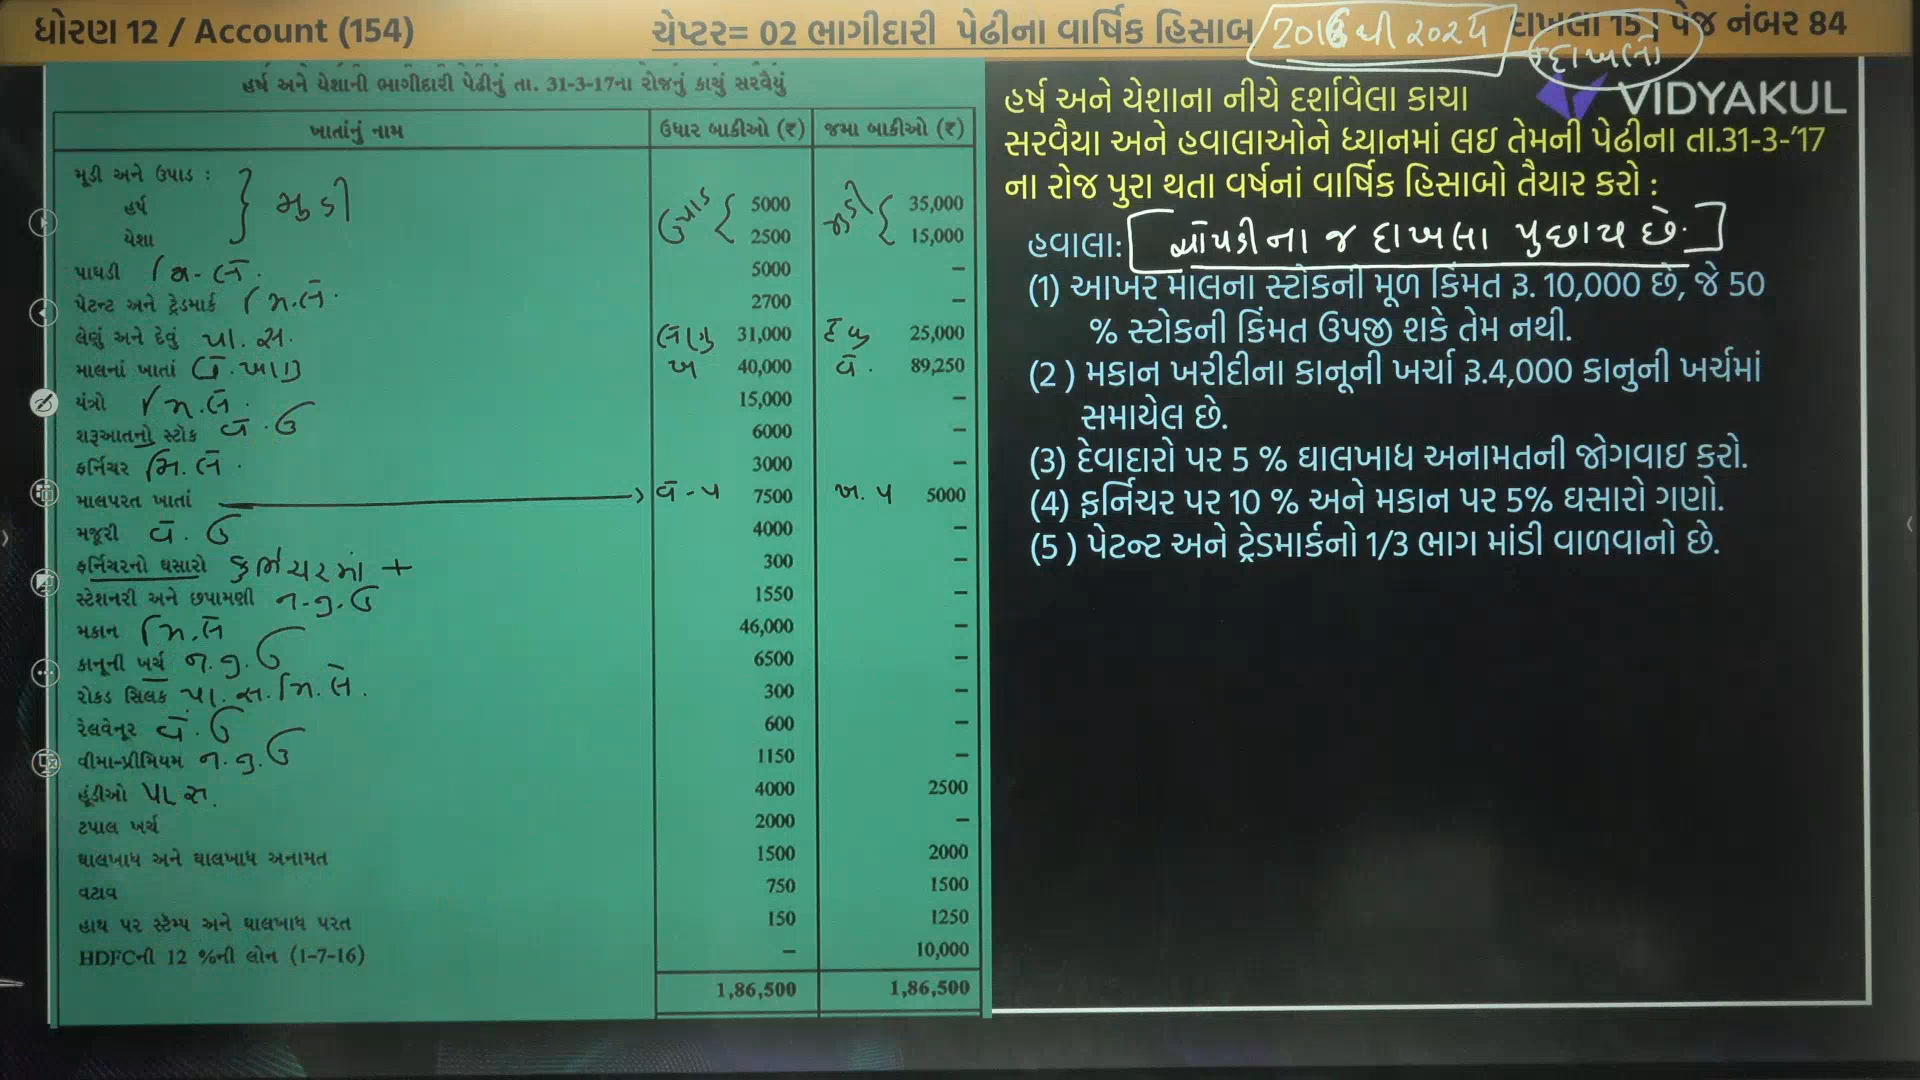 ધોરણ 12 / Account (154)
ચેપ્ટર= 02 ભાગીદારી પેઢીના વાર્ષિક હિસાબ
દાખલા 15 | પેજ નંબર 84
દાખલો
VIDYAKUL
હર્ષ અને યેશાની ભાગીદારી પેઢીનું તા. 31-3-17ના રોજનું કાચું સરવૈયું
ખાતાંનું નામ ઉધાર બાકીઓ (₹) જમા બાકીઓ (₹)
મૂડી અને ઉપાડ :
હર્ષ 5000 35,000
યેશા 2500 15,000
મુડી ઉપાડ મૂડી
પાઘડી 5000 –
પેટન્ટ અને ટ્રેડમાર્ક મિ.લે. 2700 –
લેણું અને દેવું પા. સ. લેણુ 31,000 દેવુ 25,000
માલનાં ખાતાં વે. ખાતુ ખ 40,000 વે. 89,250
યંત્રો મિ.લે. 15,000 –
શરૂઆતનો સ્ટૉક વે. ઉ 6000 –
ફર્નિચર મિ. લે. 3000 –
માલપરત ખાતાં વે-પ 7500 ખ. પ 5000
મજૂરી વે. ઉ 4000 –
ફર્નિચરનો ઘસારો ફર્નિચરમાં + 300 –
સ્ટેશનરી અને છપામણી ન.નુ.ઉ 1550 –
મકાન મિ.લે 46,000 –
કાનૂની ખર્ચ ન.નુ. ઉ 6500 –
રોકડ સિલક પા. સ. મિ. લે. 300 –
રેલવેનૂર વે. ઉ 600 –
વીમા-પ્રીમિયમ ન.નુ.ઉ 1150 –
હૂંડીઓ પા સ. 4000 2500
ટપાલ ખર્ચ 2000 –
ઘાલખાધ અને ઘાલખાધ અનામત 1500 2000
વટાવ 750 1500
હાથ પર સ્ટૅમ્પ અને ઘાલખાધ પરત 150 1250
HDFCની 12 %ની લોન (1-7-16) – 10,000
1,86,500 1,86,500
હર્ષ અને યેશાના નીચે દર્શાવેલા કાચા
સરવૈયા અને હવાલાઓને ધ્યાનમાં લઇ તેમની પેઢીના તા.31-3-'17
ના રોજ પુરા થતા વર્ષનાં વાર્ષિક હિસાબો તૈયાર કરો :
હવાલા: ચોપડીના જ દાખલા પુછાય છે.
(1) આખર માલના સ્ટોકની મૂળ કિંમત રૂ. 10,000 છે, જે 50
% સ્ટોકની કિંમત ઉપજી શકે તેમ નથી.
(2 ) મકાન ખરીદીના કાનૂની ખર્ચા રૂ.4,000 કાનુની ખર્ચમાં
સમાયેલ છે.
(3) દેવાદારો પર 5 % ઘાલખાધ અનામતની જોગવાઇ કરો.
(4) ફર્નિચર પર 10 % અને મકાન પર 5% ઘસારો ગણો.
(5 ) પેટન્ટ અને ટ્રેડમાર્કનો 1/3 ભાગ માંડી વાળવાનો છે.